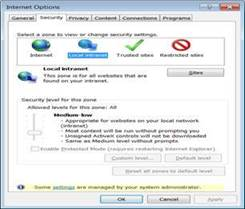 Internet Options
General Security Privacy Content Connections Programs
Select a zone to view or change security settings.
Internet Local intranet Trusted sites Restricted sites
Local intranet
This zone is for all websites that are
found on your intranet.
Sites
Security level for this zone
Allowed levels for this zone: All
Medium-low
- Appropriate for websites on your local network
(intranet)
- Most content will run without prompting you
- Unsigned ActiveX controls will not be downloaded
- Same as Medium level without prompts
Enable Protected Mode (requires restarting Internet Explorer)
Custom level... Default level
Reset all zones to default level
Some settings are managed by your system administrator.
OK Cancel Apply